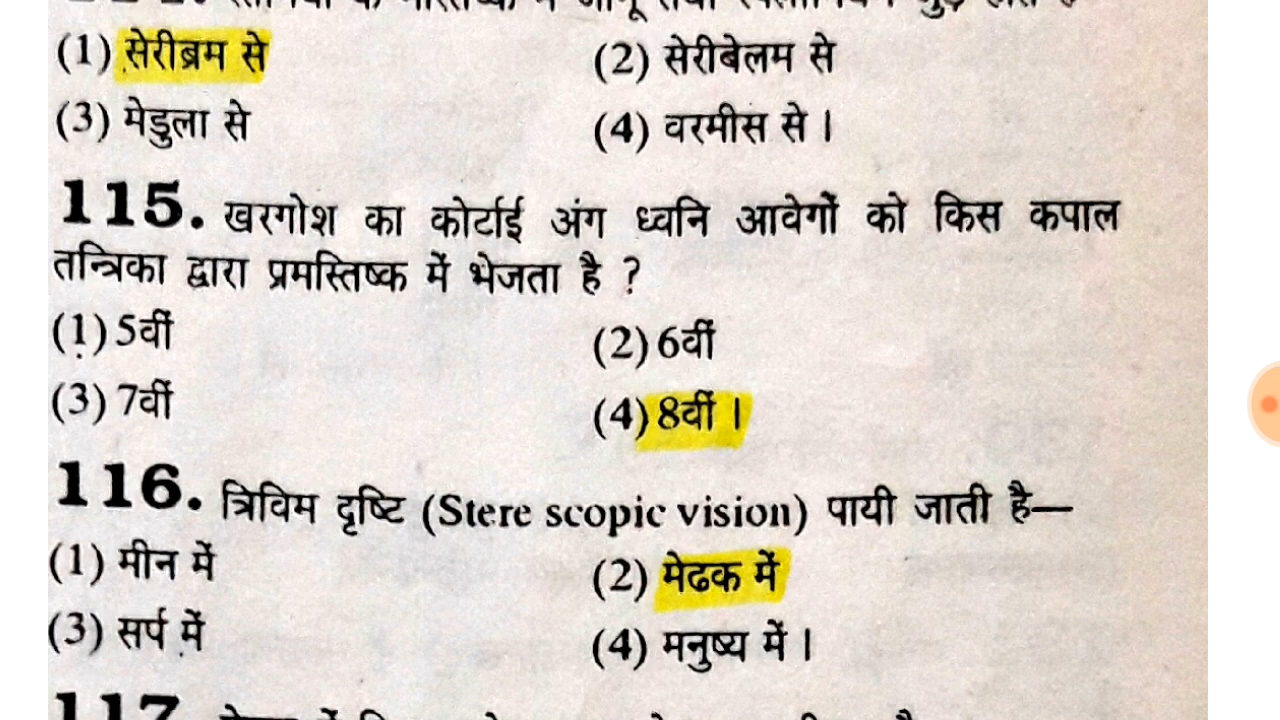 (1) सेरीब्रम से (2) सेरीबेलम से
(3) मेडुला से (4) वरमीस से ।
115. खरगोश का कोर्टाई अंग ध्वनि आवेगों को किस कपाल
तन्त्रिका द्वारा प्रमस्तिष्क में भेजता है ?
(1) 5वीं (2) 6वीं
(3) 7वीं (4) 8वीं ।
116. त्रिविम दृष्टि (Stere scopic vision) पायी जाती है—
(1) मीन में (2) मेढक में
(3) सर्प में (4) मनुष्य में ।
117.